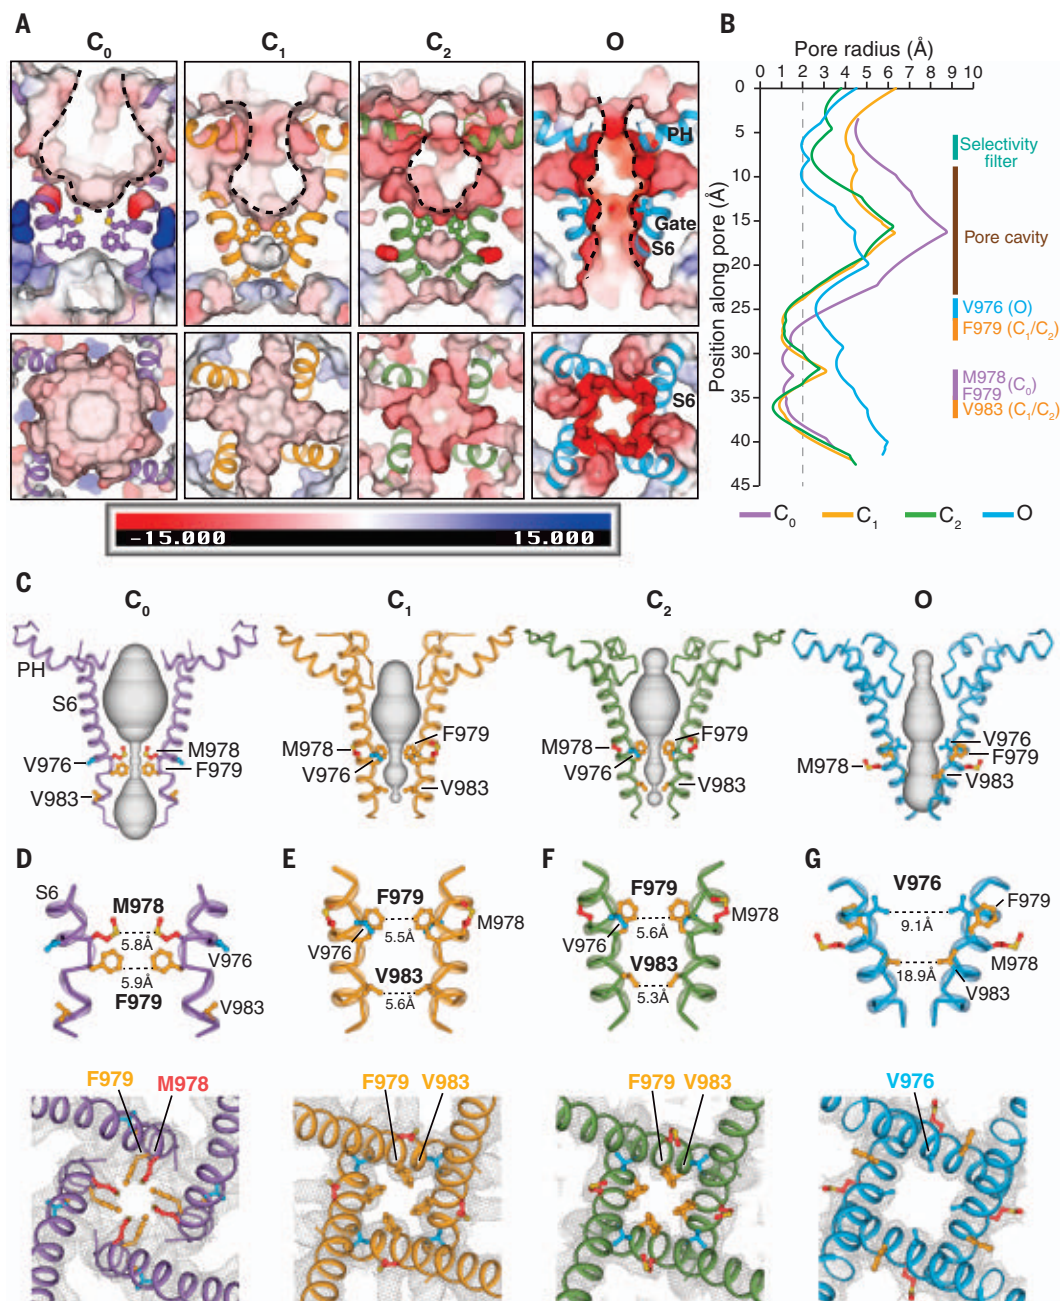 A
C0
C1
C2
O
PH
Gate
S6
S6
-15.000
15.000
B
Pore radius (Å)
0 1 2 3 4 5 6 7 8 9 10
Position along pore (Å)
0
5
10
15
20
25
30
35
40
45
Selectivity
filter
Pore cavity
V976 (O)
F979 (C1/C2)
M978
F979
(C0)
V983 (C1/C2)
C0
C1
C2
O
C
C0
C1
C2
O
PH
S6
V976
V983
M978
F979
M978
V976
F979
V983
M978
V976
F979
V983
M978
V976
F979
V983
D
S6
M978
5.8Å
V976
5.9Å
F979
V983
F979
M978
E
F979
M978
5.5Å
V976
V983
5.6Å
F979
V983
F
F979
M978
5.6Å
V976
V983
5.3Å
F979
V983
G
V976
F979
9.1Å
M978
18.9Å
V983
V976